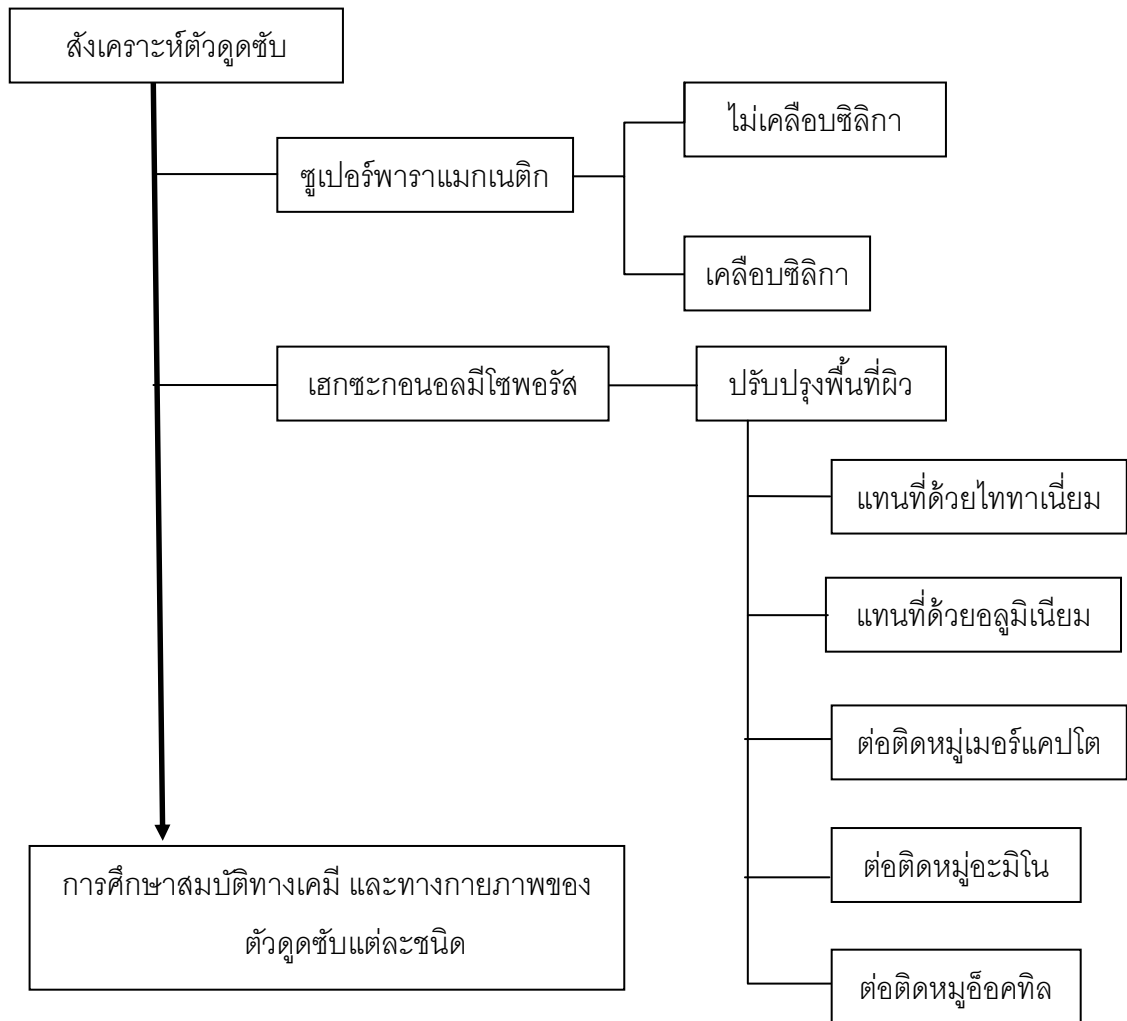 สังเคราะห์ตัวดูดซับ
ไม่เคลือบซิลิกา
ซูเปอร์พาราแมกเนติก
เคลือบซิลิกา
เฮกซะกอนอลมีโซพอรัส
ปรับปรุงพื้นที่ผิว
แทนที่ด้วยไททาเนี่ยม
แทนที่ด้วยอลูมิเนียม
ต่อติดหมู่เมอร์แคปโต
การศึกษาสมบัติทางเคมี และทางกายภาพของ
ตัวดูดซับแต่ละชนิด
ต่อติดหมู่อะมิโน
ต่อติดหมูอ็อคทิล